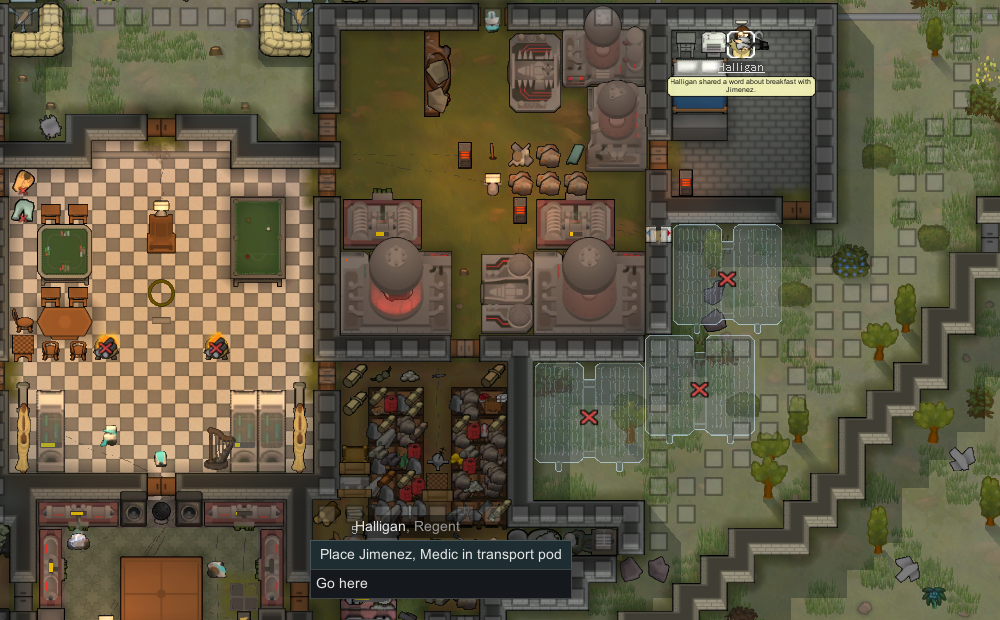 Halligan
Halligan shared a word about breakfast with
Jimenez.
Halligan, Regent
Place Jimenez, Medic in transport pod
Go here